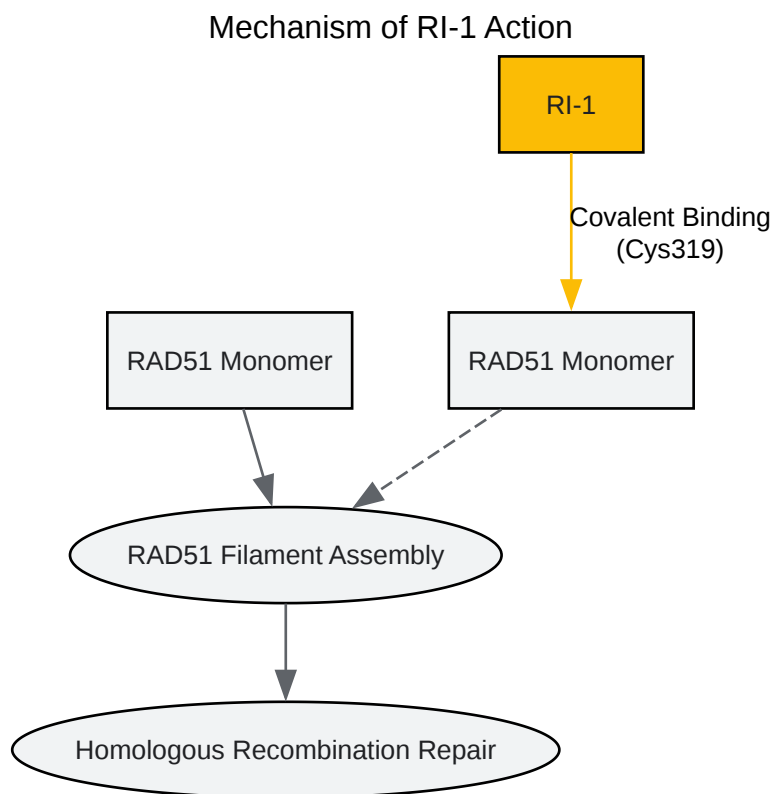 Mechanism of RI-1 Action
RI-1
Covalent Binding
(Cys319)
RAD51 Monomer
RAD51 Monomer
RAD51 Filament Assembly
Homologous Recombination Repair